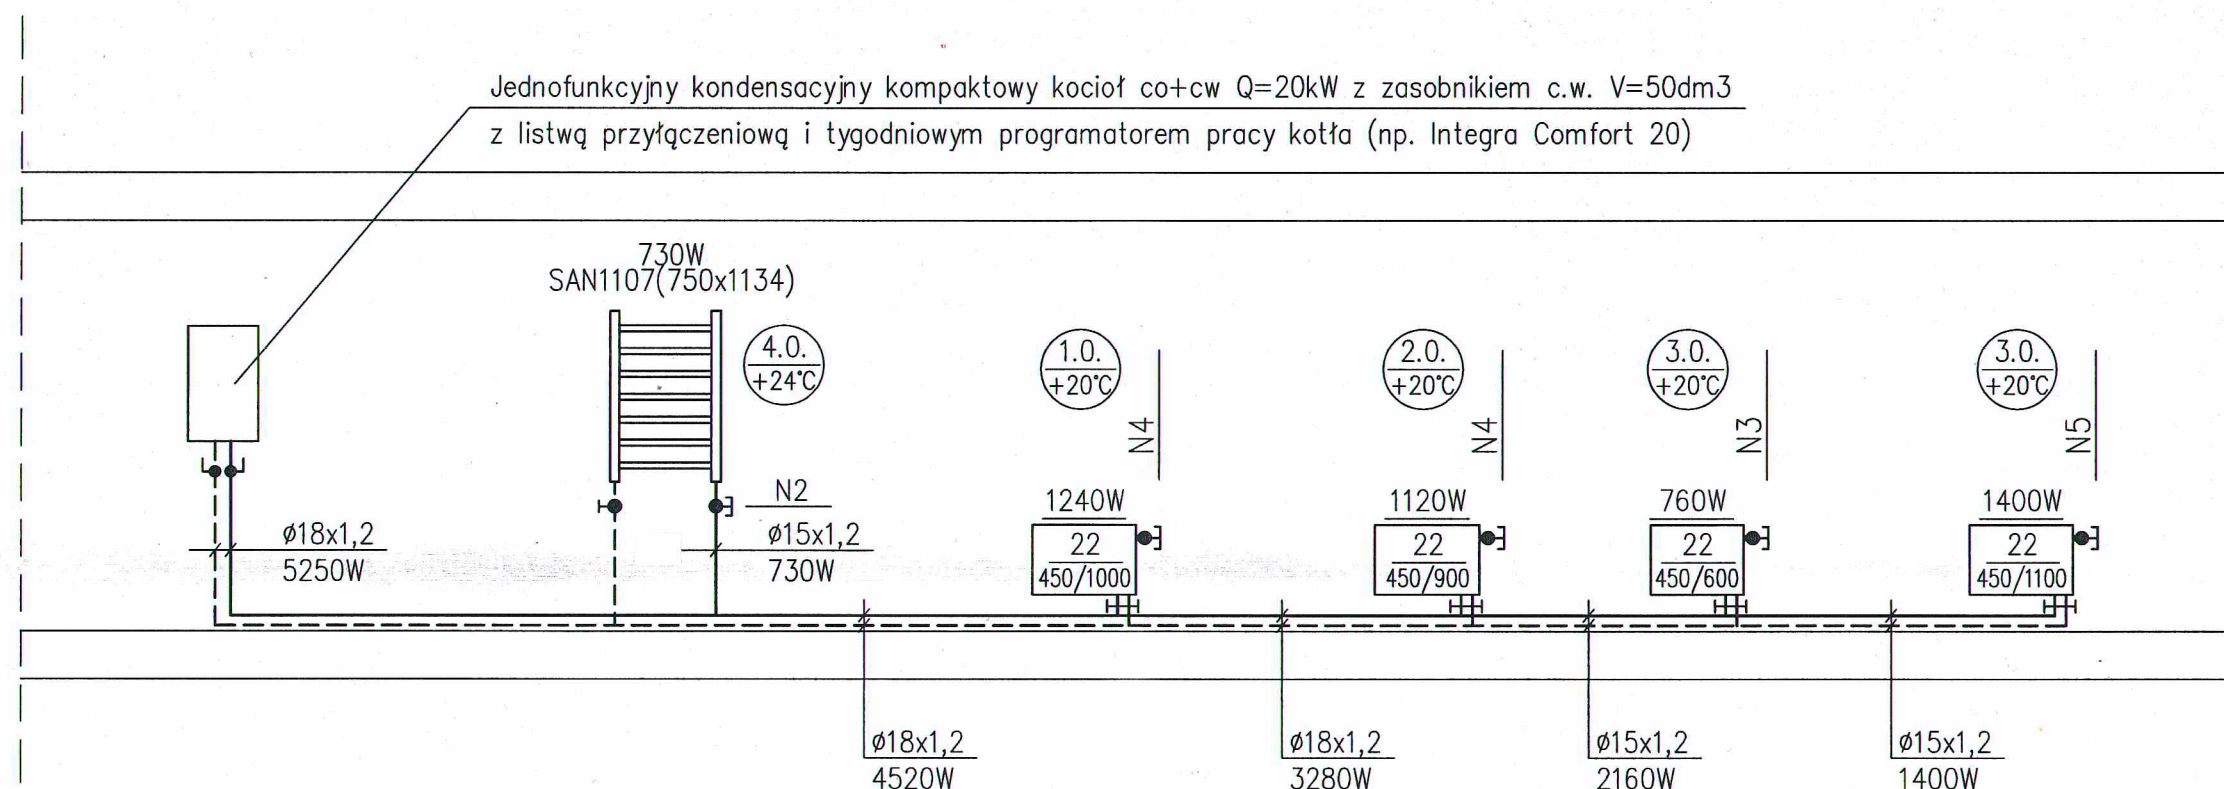 Jednofunkcyjny kondensacyjny kompaktowy kocioł co+cw Q=20kW z zasobnikiem c.w. V=50dm3
z listwą przyłączeniową i tygodniowym programatorem pracy kotła (np. Integra Comfort 20)
730W
SAN1107(750x1134)
4.0.
+24°C
1.0.
+20°C
N4
2.0.
+20°C
N4
3.0.
+20°C
N3
3.0.
+20°C
N5
N2
ø18x1,2
5250W
ø15x1,2
730W
1240W
22
450/1000
1120W
22
450/900
760W
22
450/600
1400W
22
450/1100
ø18x1,2
4520W
ø18x1,2
3280W
ø15x1,2
2160W
ø15x1,2
1400W